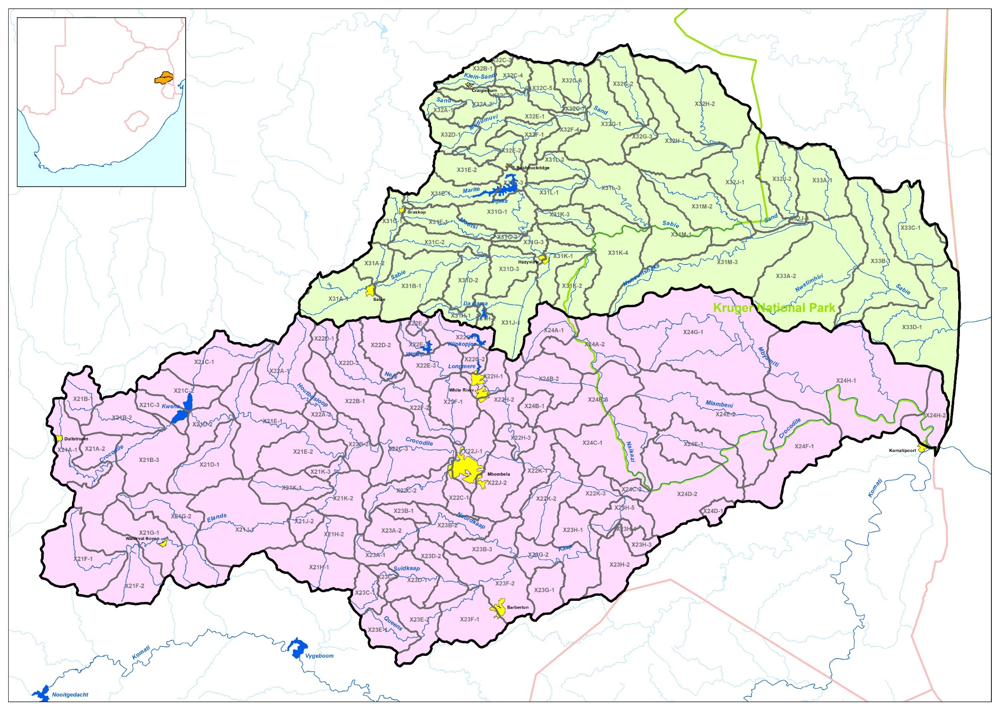 X32C-3
X32B-1
Klein-Sand
X32C-4
X32C-6
X32G-2
X32C-5
Craigieburn
Sand
X32A-2
X32A-1
X32C-7
Sand
X32H-2
X32E-1
Mutlumuvi
X32G-1
X32D-1
X32F-1
X32F-4
X32G-3
X32H-1
X32E-2
X31L-2
Bushbuckridge
X31E-2
X32J-1
X32J-2
X33A-1
Marite
X31E-1
X31L-3
X31L-1
Injaka
X31M-2
Graskop
X31G-1
X31K-3
X31F-1
Moutsi
Sabie
Sand
X33C-1
X31G-2
X31M-1
X31C-2
X31G-3
X31K-4
X31K-1
Hazyview
X31A-2
X31M-3
X33B-1
X31D-3
Sabie
X31D-2
Nwaswitshaka
X33A-2
Nwatimhiri
X31B-1
X31K-2
Sabie
X31A-1
Sabie
Da Gama
Kruger National Park
X31H-1
X31J-1
X33D-1
X24A-1
X24G-1
X22D-1
X22D-2
X24A-2
Klipkopjes
Witklip
Mbyamiti
X21C-1
X22D-3
X22E-3
X22G-2
Longmere
X22A-1
Nels
X22H-1
X24B-2
X24H-1
X21C-2
White River
Houtbosloop
X21B-1
X21C-3
Kwena
X22B-1
X22F-1
X22H-2
X24B-1
X24B-3
Mlambeni
X22F-2
X24E-2
X21B-2
X22A-2
X24H-2
X21E-1
X21D-2
Crocodile
Dullstroom
X22H-3
X21A-1
X21A-2
Crocodile
X22B-2
Crocodile
X22C-3
X24C-1
Nsikazi
X24E-1
X24F-1
X21E-2
X22J-1
Komatipoort
X21B-3
X21D-1
X21K-3
Mbombela
X22K-1
X22J-2
X21K-1
X22C-2
X24C-2
Komati
X22K-3
X24D-2
X21K-2
X22C-1
X22K-2
X23H-5
X23B-1
X24D-1
X21G-2
Elands
X21J-2
Noordkaap
X23B-2
X21J-1
X23A-2
X23H-1
X21G-1
Waterval Boven
X21H-2
X23H-3
Kaap
X23B-3
X23A-1
X23D-2
X23G-2
X21F-1
X21H-1
Suidkaap
X23H-2
X23D-1
X23F-2
X21F-2
X23C-1
X23G-1
Barberton
X23F-1
X23E-2
Queens
X23E-1
Komati
Vygeboom
Nooitgedacht